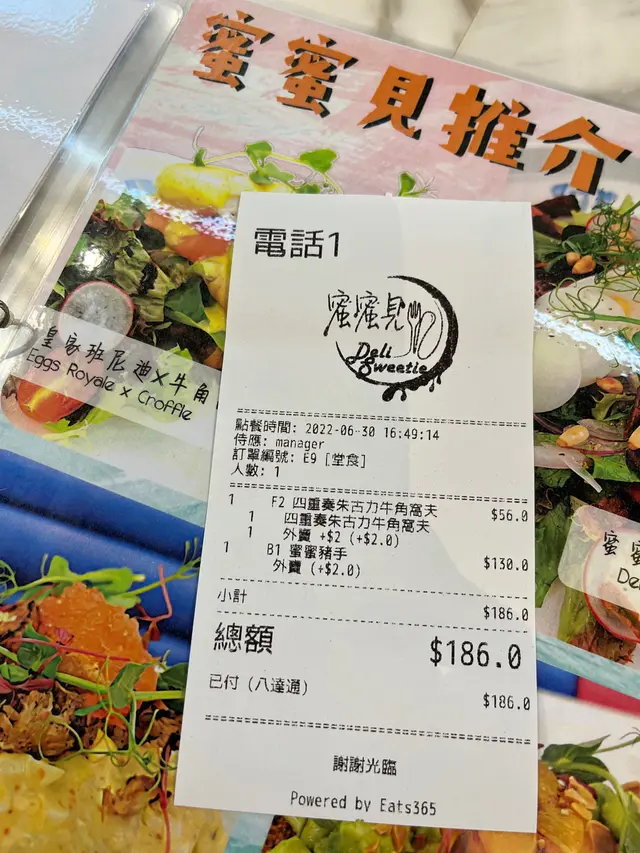 蜜蜜見推介
電話1
蜜蜜見
Deli
Sweetie
點餐時間: 2022-06-30 16:49:14
侍應: manager
訂單編號: E9 [堂食]
人數: 1
1 F2 四重奏朱古力牛角窩夫 $56.0
1 四重奏朱古力牛角窩夫
1 外賣 +$2 (+$2.0)
1 B1 蜜蜜豬手 $130.0
外賣 (+$2.0)
小計 $186.0
總額 $186.0
已付 (八達通) $186.0
謝謝光臨
Powered by Eats365
皇家班尼迪×牛角
Eggs Royale x Croffle
蜜
De